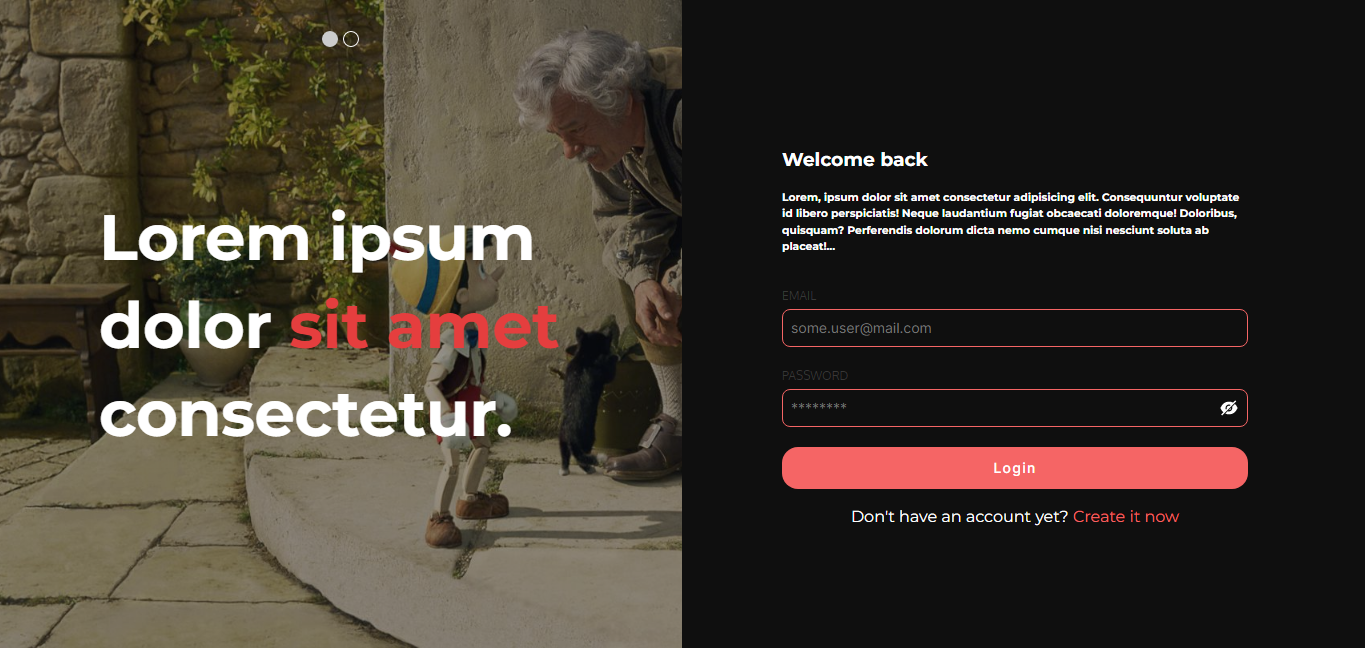 Lorem ipsum
dolor sit amet
consectetur.
Welcome back
Lorem, ipsum dolor sit amet consectetur adipisicing elit. Consequuntur voluptate
id libero perspiciatis! Neque laudantium fugiat obcaecati doloremque! Doloribus,
quisquam? Perferendis dolorum dicta nemo cumque nisi nesciunt soluta ab
placeat!...
EMAIL
some.user@mail.com
PASSWORD
********
Login
Don't have an account yet? Create it now